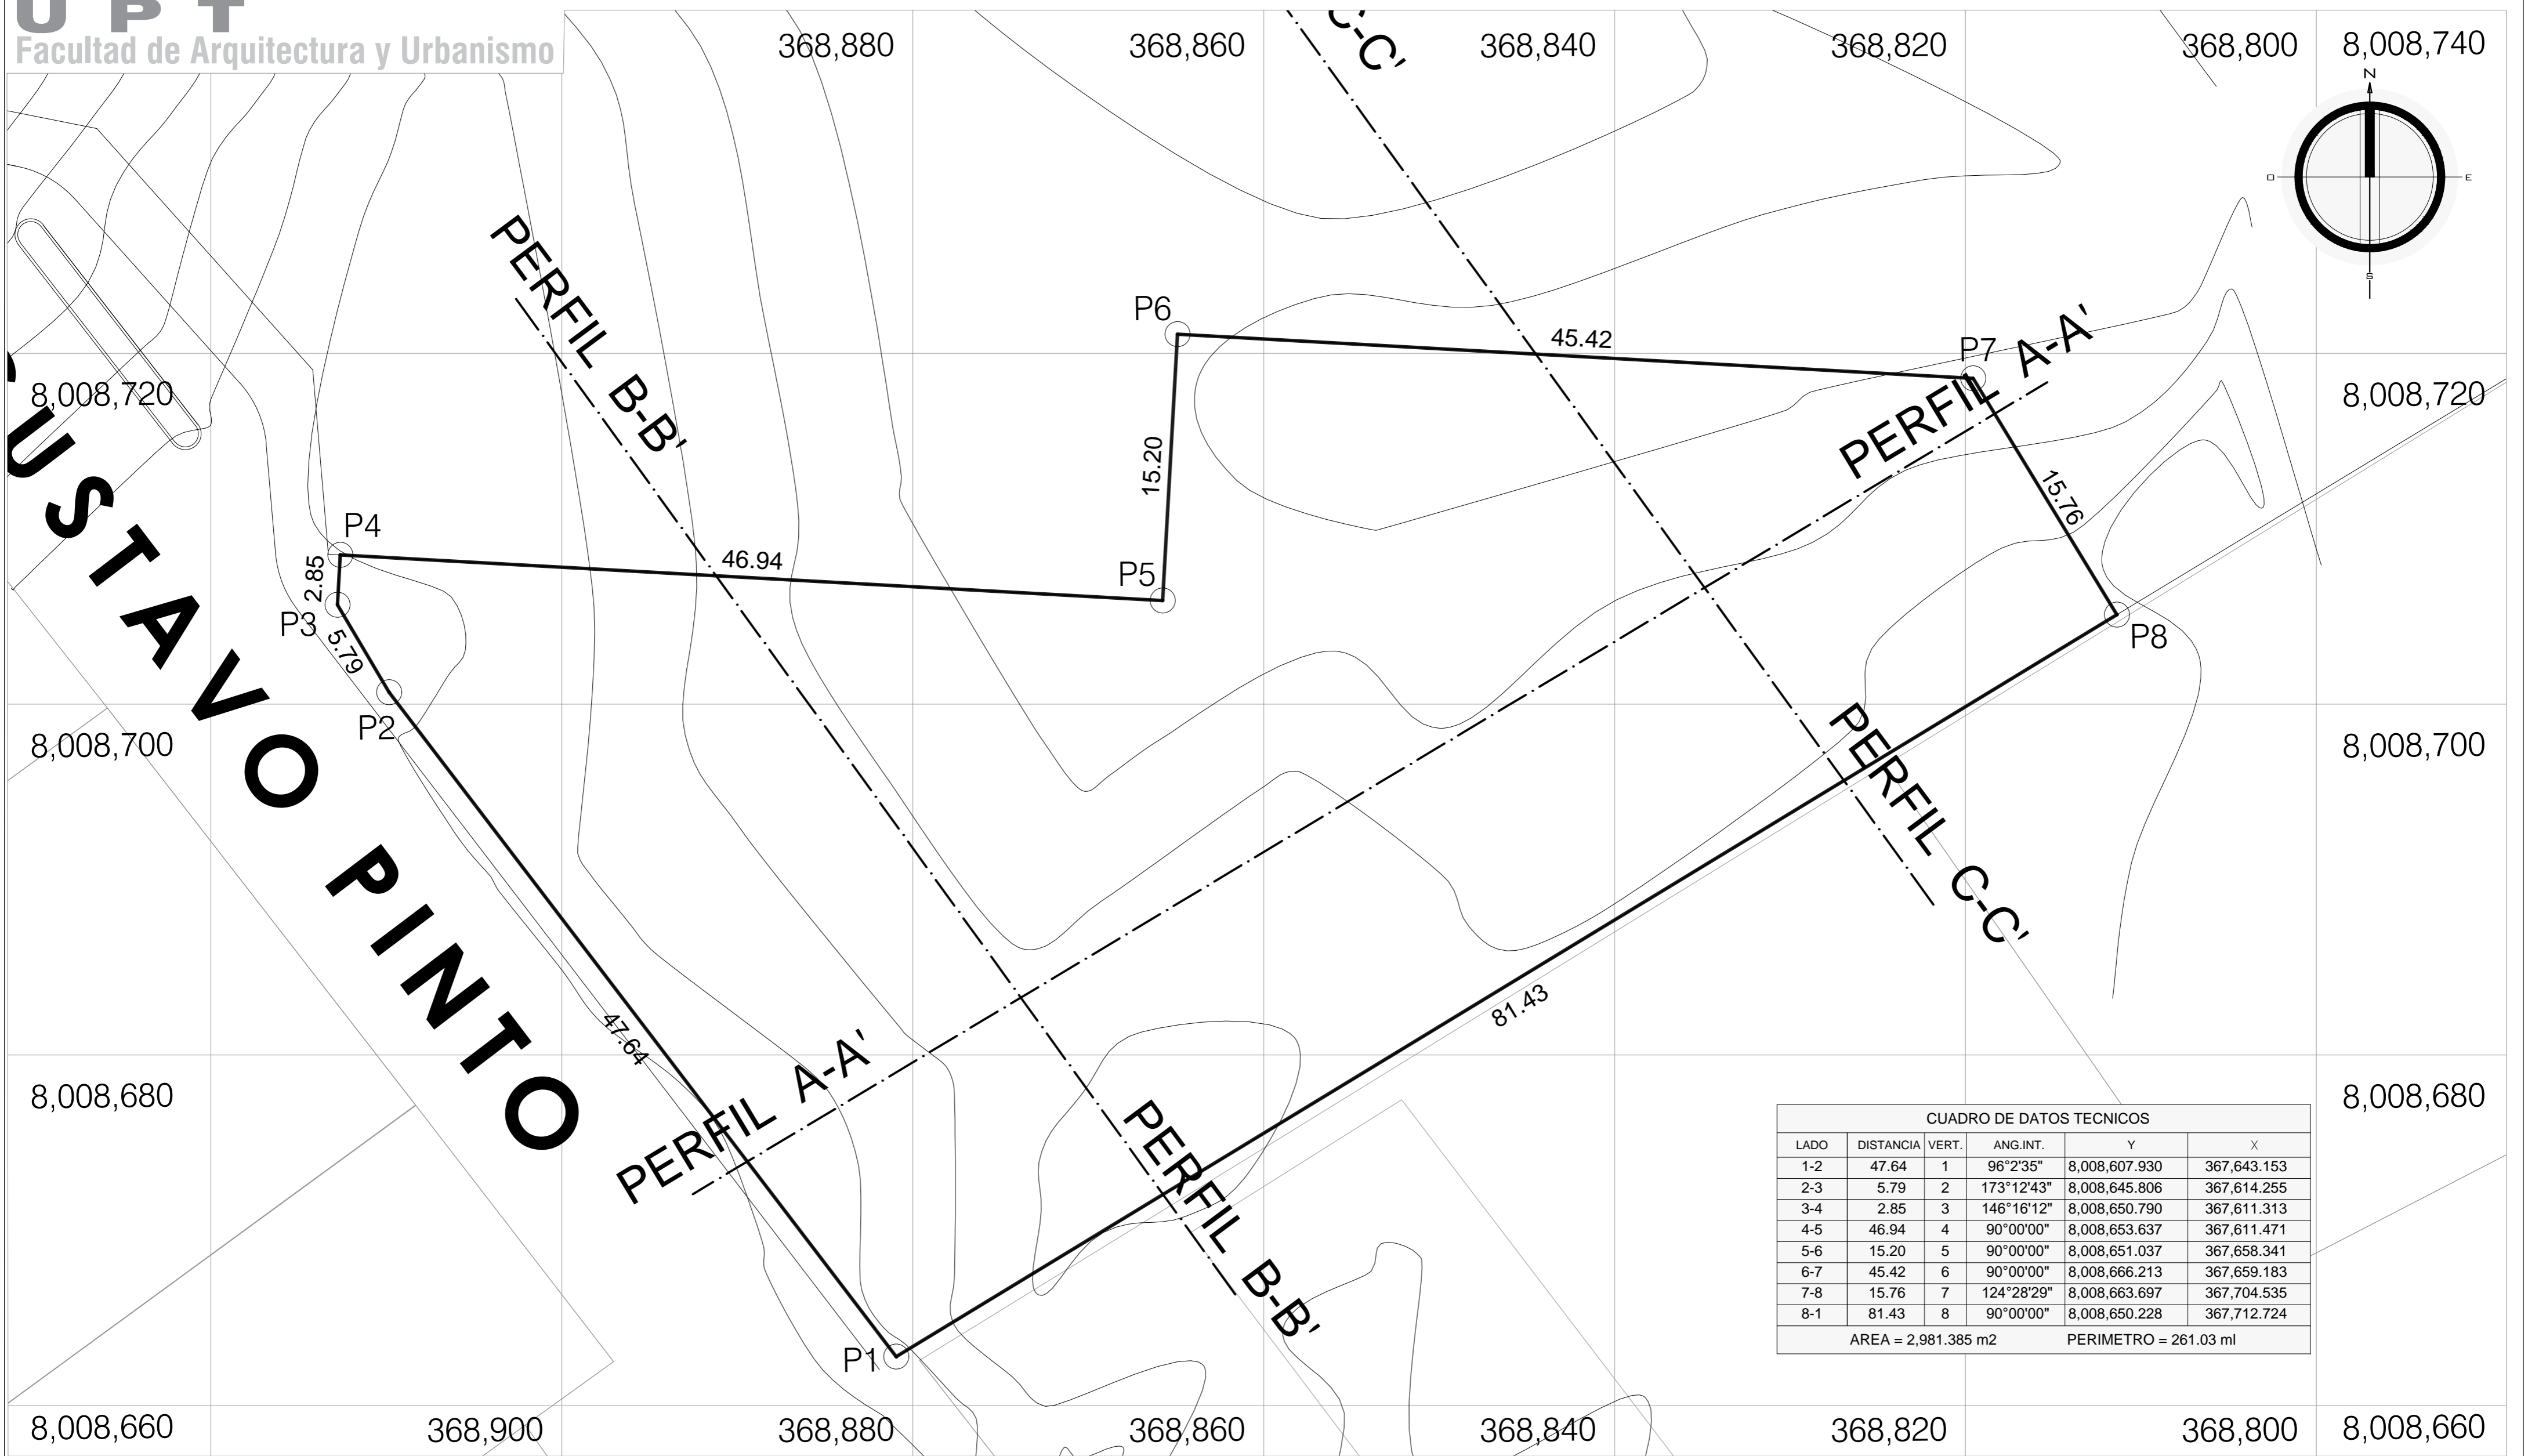 U P T
Facultad de Arquitectura y Urbanismo
368,880
368,860
368,840
368,820
368,800
8,008,740
C-C'
N
O
E
S
PERFIL B-B'
P6
45.42
P7
PERFIL A-A'
8,008,720
8,008,720
USTAVO PINTO
15.20
15.76
P4
46.94
P5
2.85
P3
5.79
P8
P2
8,008,700
8,008,700
PERFIL C-C'
81.43
47.64
PERFIL A-A'
8,008,680
8,008,680
PERFIL B-B'
P1
CUADRO DE DATOS TECNICOS
LADO DISTANCIA VERT. ANG.INT. Y X
1-2 47.64 1 96°2'35" 8,008,607.930 367,643.153
2-3 5.79 2 173°12'43" 8,008,645.806 367,614.255
3-4 2.85 3 146°16'12" 8,008,650.790 367,611.313
4-5 46.94 4 90°00'00" 8,008,653.637 367,611.471
5-6 15.20 5 90°00'00" 8,008,651.037 367,658.341
6-7 45.42 6 90°00'00" 8,008,666.213 367,659.183
7-8 15.76 7 124°28'29" 8,008,663.697 367,704.535
8-1 81.43 8 90°00'00" 8,008,650.228 367,712.724
AREA = 2,981.385 m2 PERIMETRO = 261.03 ml
8,008,660
368,900
368,880
368,860
368,840
368,820
368,800
8,008,660